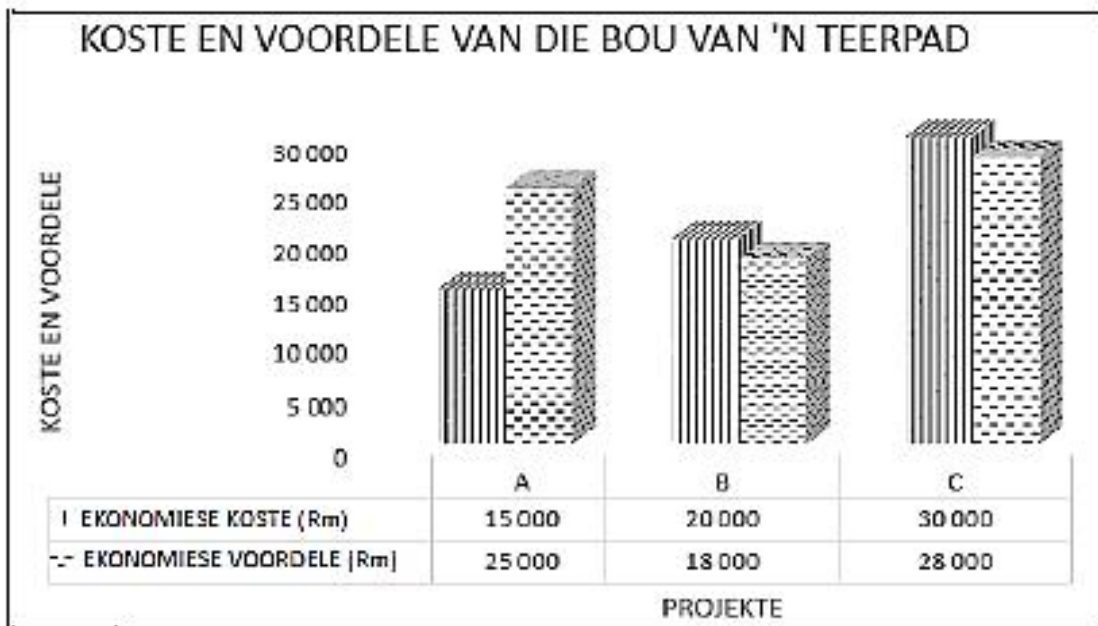 KOSTE EN VOORDELE VAN DIE BOU VAN 'N TEERPAD
KOSTE EN VOORDELE
30 000
25 000
20 000
15 000
10 000
5 000
0
A B C
EKONOMIESE KOSTE (Rm) 15 000 20 000 30 000
EKONOMIESE VOORDELE (Rm) 25 000 18 000 28 000
PROJEKTE